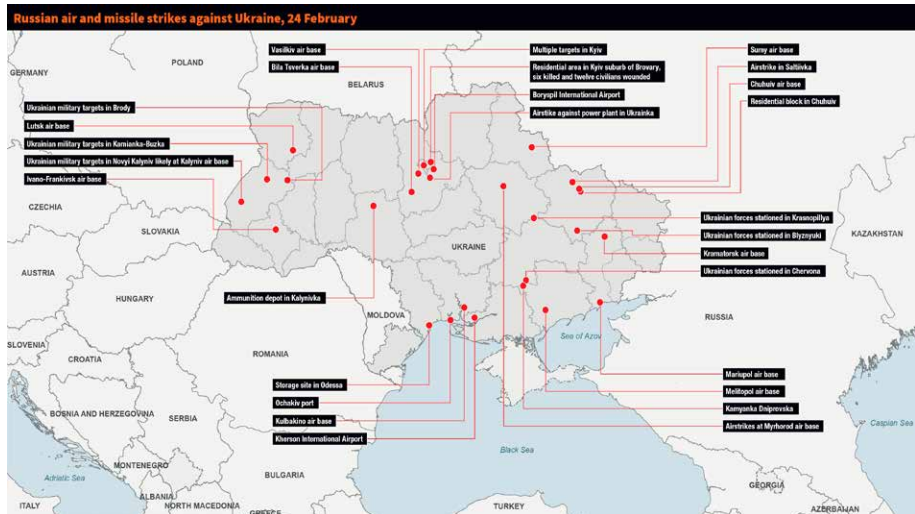 Russian air and missile strikes against Ukraine, 24 February
GERMANY
POLAND
BELARUS
CZECHIA
SLOVAKIA
AUSTRIA
HUNGARY
SLOVENIA
CROATIA
BOSNIA AND HERZEGOVINA
SERBIA
MONTENEGRO
ALBANIA
ITALY
NORTH MACEDONIA
GREECE
BULGARIA
ROMANIA
MOLDOVA
UKRAINE
RUSSIA
KAZAKHSTAN
GEORGIA
AZERBAIJAN
TURKEY
Adriatic Sea
Black Sea
Sea of Azov
Caspian Sea
Vasilkiv air base
Bila Tsverka air base
Ukrainian military targets in Brody
Lutsk air base
Ukrainian military targets in Kamianka-Buzka
Ukrainian military targets in Novyi Kalyniv likely at Kalyniv air base
Ivano-Frankivsk air base
Ammunition depot in Kalynivka
Storage site in Odessa
Ochakiv port
Kulbakino air base
Kherson International Airport
Multiple targets in Kyiv
Residential area in Kyiv suburb of Brovary,
six killed and twelve civilians wounded
Boryspil International Airport
Airstike against power plant in Ukrainka
Sumy air base
Airstrike in Saltiivka
Chuhuiv air base
Residential block in Chuhuiv
Ukrainian forces stationed in Krasnopillya
Ukrainian forces stationed in Blyznyuki
Kramatorsk air base
Ukrainian forces stationed in Chervona
Mariupol air base
Melitopol air base
Kamyanka Dniprovska
Airstrikes at Myrhorod air base